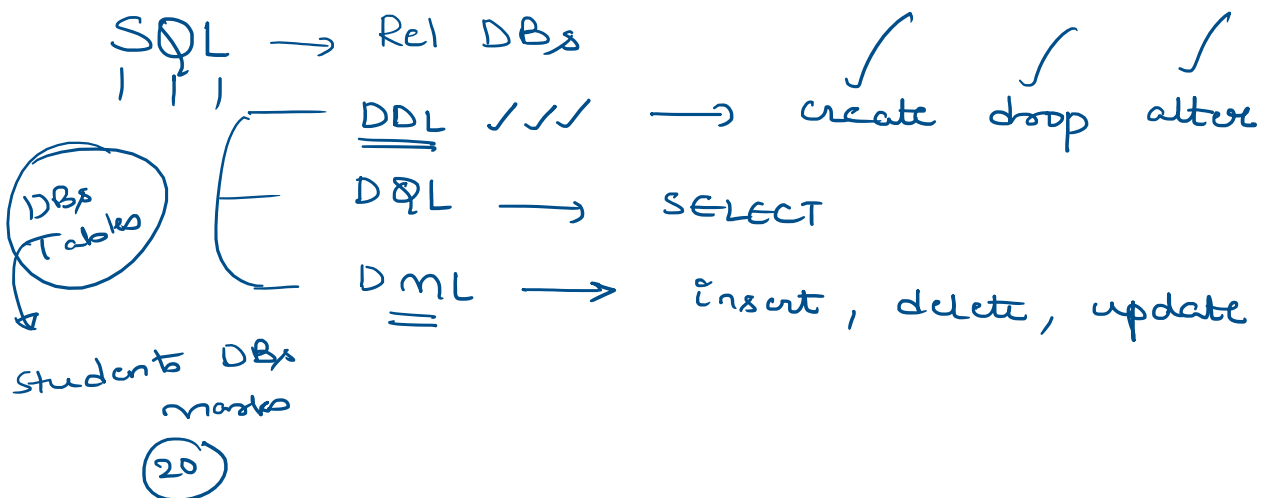 SQL → Rel DBs
DDL ✓✓✓ → create drop alter
DQL → SELECT
DML → insert, delete, update
DBs
Tables
Students DBs
marks
20